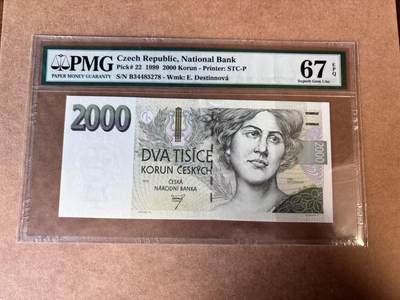 PMG
PAPER MONEY GUARANTY
Czech Republic, National Bank
Pick# 22 1999 2000 Korun - Printer: STC-P
S/N B34485278 - Wmk: E. Destinnová
67 EPQ
Superb Gem Unc
2000
DVA TISÍCE
KORUN ČESKÝCH
ČESKÁ
NÁRODNÍ BANKA
2000